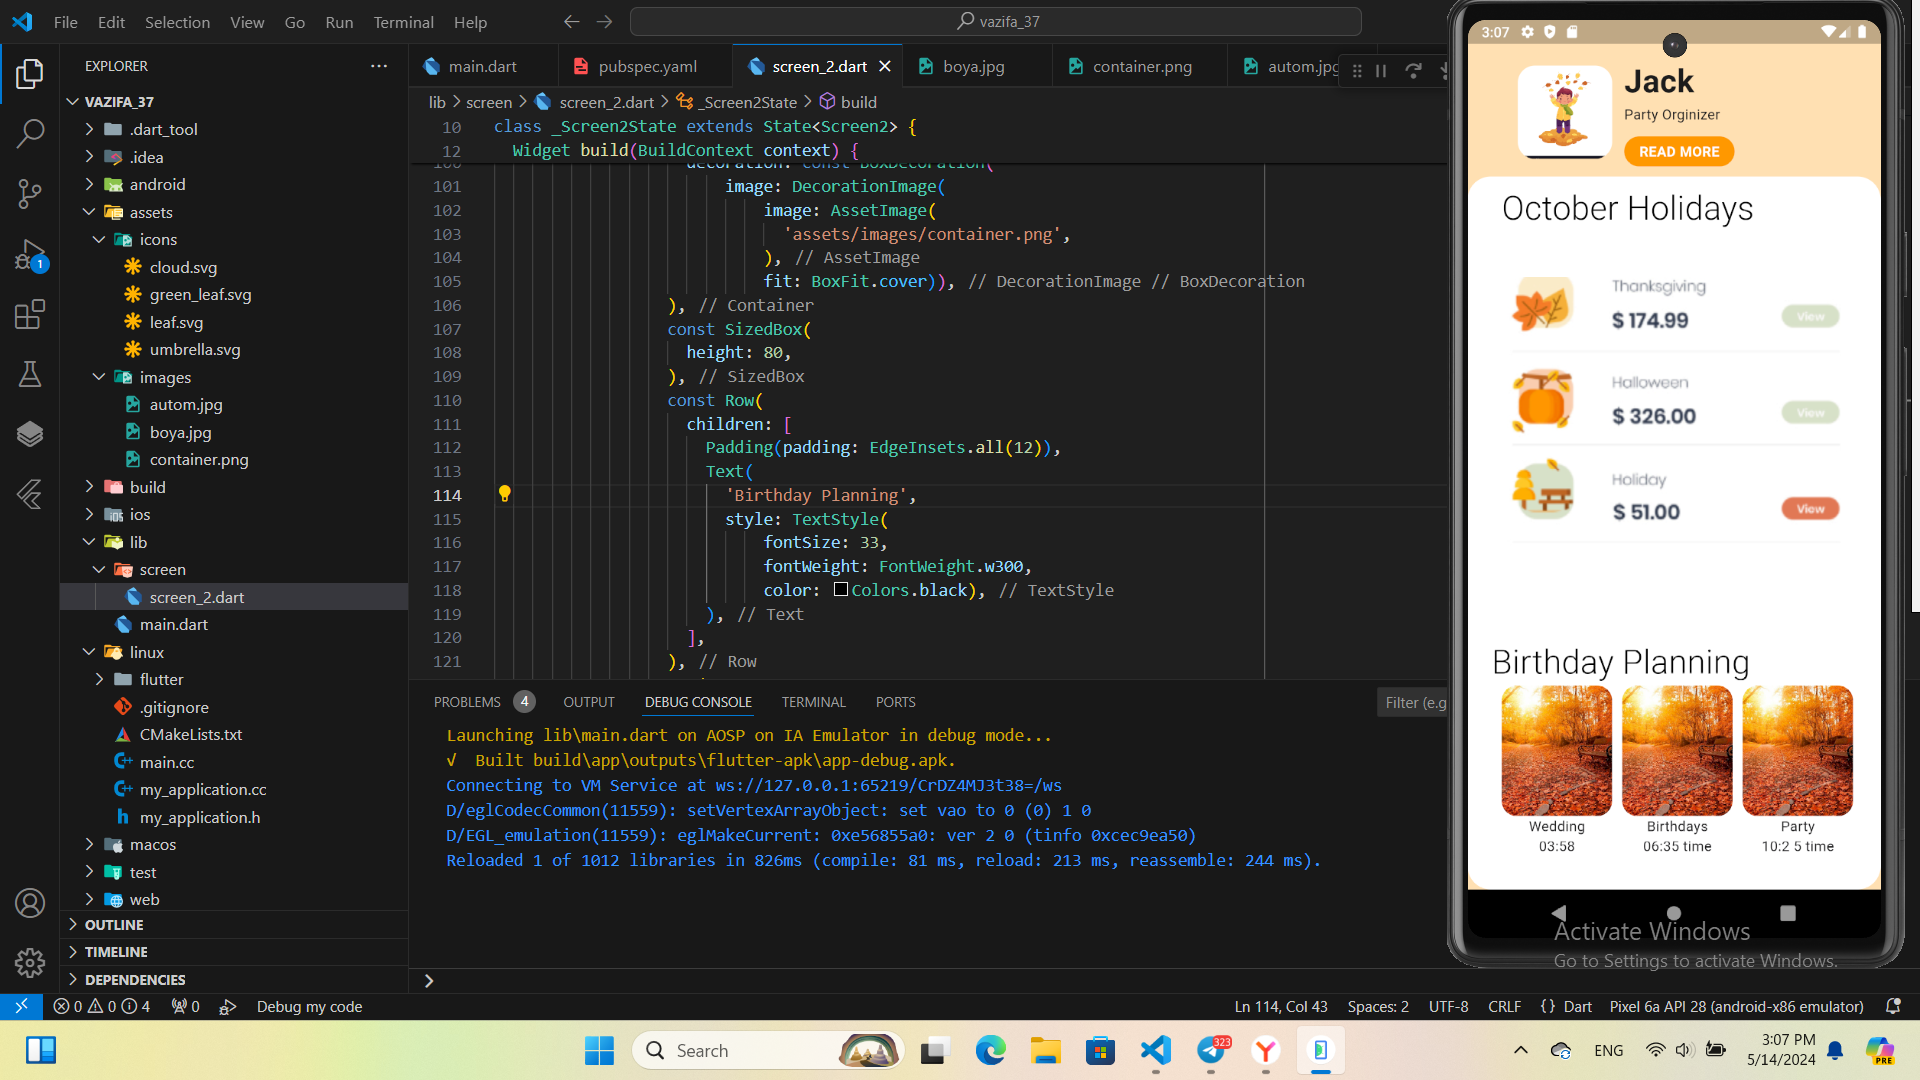 File Edit Selection View Go Run Terminal Help
vazifa_37
EXPLORER
VAZIFA_37
.dart_tool
.idea
android
assets
icons
cloud.svg
green_leaf.svg
leaf.svg
umbrella.svg
images
autom.jpg
boya.jpg
container.png
build
ios
lib
screen
screen_2.dart
main.dart
linux
flutter
.gitignore
CMakeLists.txt
main.cc
my_application.cc
my_application.h
macos
test
web
OUTLINE
TIMELINE
DEPENDENCIES
main.dart pubspec.yaml screen_2.dart boya.jpg container.png autom.jpg
lib > screen > screen_2.dart > _Screen2State > build
10 class _Screen2State extends State<Screen2> {
12 Widget build(BuildContext context) {
decoration: const BoxDecoration(
101 image: DecorationImage(
102 image: AssetImage(
103 'assets/images/container.png',
104 ), // AssetImage
105 fit: BoxFit.cover)), // DecorationImage // BoxDecoration
106 ), // Container
107 const SizedBox(
108 height: 80,
109 ), // SizedBox
110 const Row(
111 children: [
112 Padding(padding: EdgeInsets.all(12)),
113 Text(
114 'Birthday Planning',
115 style: TextStyle(
116 fontSize: 33,
117 fontWeight: FontWeight.w300,
118 color: Colors.black), // TextStyle
119 ), // Text
120 ],
121 ), // Row
PROBLEMS 4 OUTPUT DEBUG CONSOLE TERMINAL PORTS Filter (e.g
Launching lib\main.dart on AOSP on IA Emulator in debug mode...
√ Built build\app\outputs\flutter-apk\app-debug.apk.
Connecting to VM Service at ws://127.0.0.1:65219/CrDZ4MJ3t38=/ws
D/eglCodecCommon(11559): setVertexArrayObject: set vao to 0 (0) 1 0
D/EGL_emulation(11559): eglMakeCurrent: 0xe56855a0: ver 2 0 (tinfo 0xcec9ea50)
Reloaded 1 of 1012 libraries in 826ms (compile: 81 ms, reload: 213 ms, reassemble: 244 ms).
3:07
Jack
Party Orginizer
READ MORE
October Holidays
Thanksgiving
$ 174.99
View
Halloween
$ 326.00
View
Holiday
$ 51.00
View
Birthday Planning
Wedding Birthdays Party
03:58 06:35 time 10:2 5 time
Activate Windows
Go to Settings to activate Windows.
1
0 0 4 0 Debug my code
Ln 114, Col 43 Spaces: 2 UTF-8 CRLF {} Dart Pixel 6a API 28 (android-x86 emulator)
Search
323
ENG
3:07 PM
5/14/2024
PRE